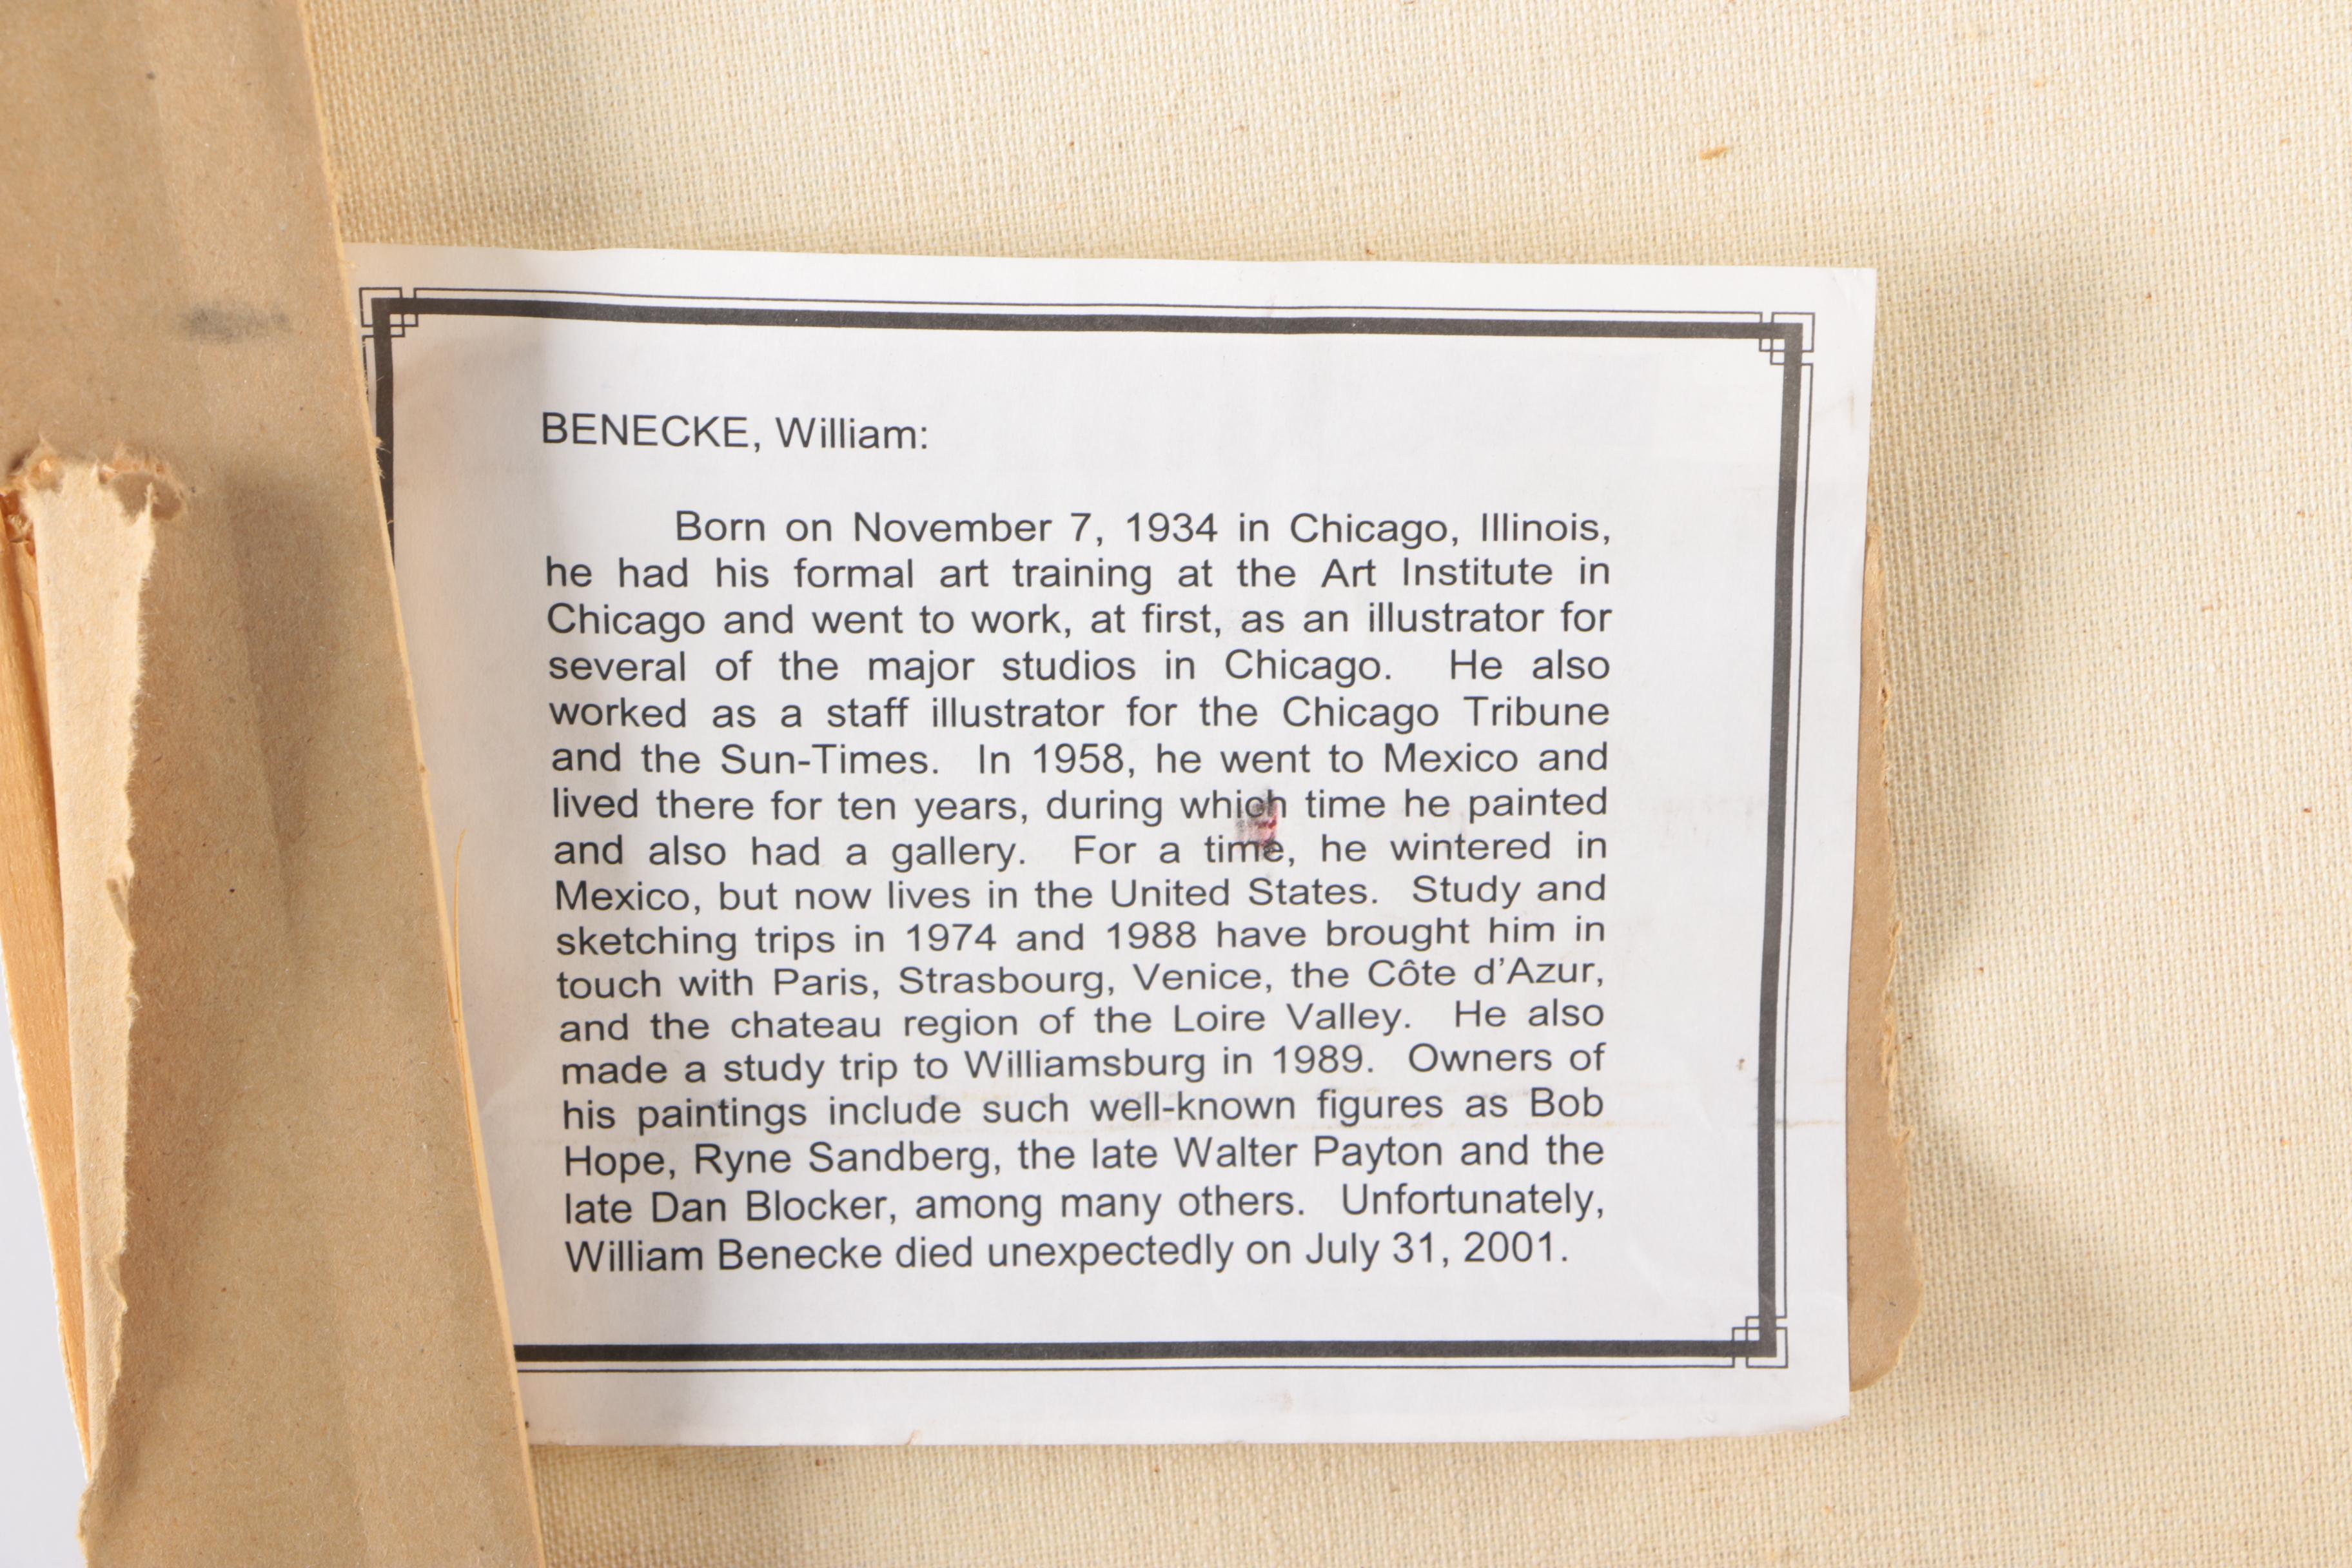 BENECKE, William:
Born on November 7, 1934 in Chicago, Illinois,
he had his formal art training at the Art Institute in
Chicago and went to work, at first, as an illustrator for
several of the major studios in Chicago. He also
worked as a staff illustrator for the Chicago Tribune
and the Sun-Times. In 1958, he went to Mexico and
lived there for ten years, during which time he painted
and also had a gallery. For a time, he wintered in
Mexico, but now lives in the United States. Study and
sketching trips in 1974 and 1988 have brought him in
touch with Paris, Strasbourg, Venice, the Côte d'Azur,
and the chateau region of the Loire Valley. He also
made a study trip to Williamsburg in 1989. Owners of
his paintings include such well-known figures as Bob
Hope, Ryne Sandberg, the late Walter Payton and the
late Dan Blocker, among many others. Unfortunately,
William Benecke died unexpectedly on July 31, 2001.